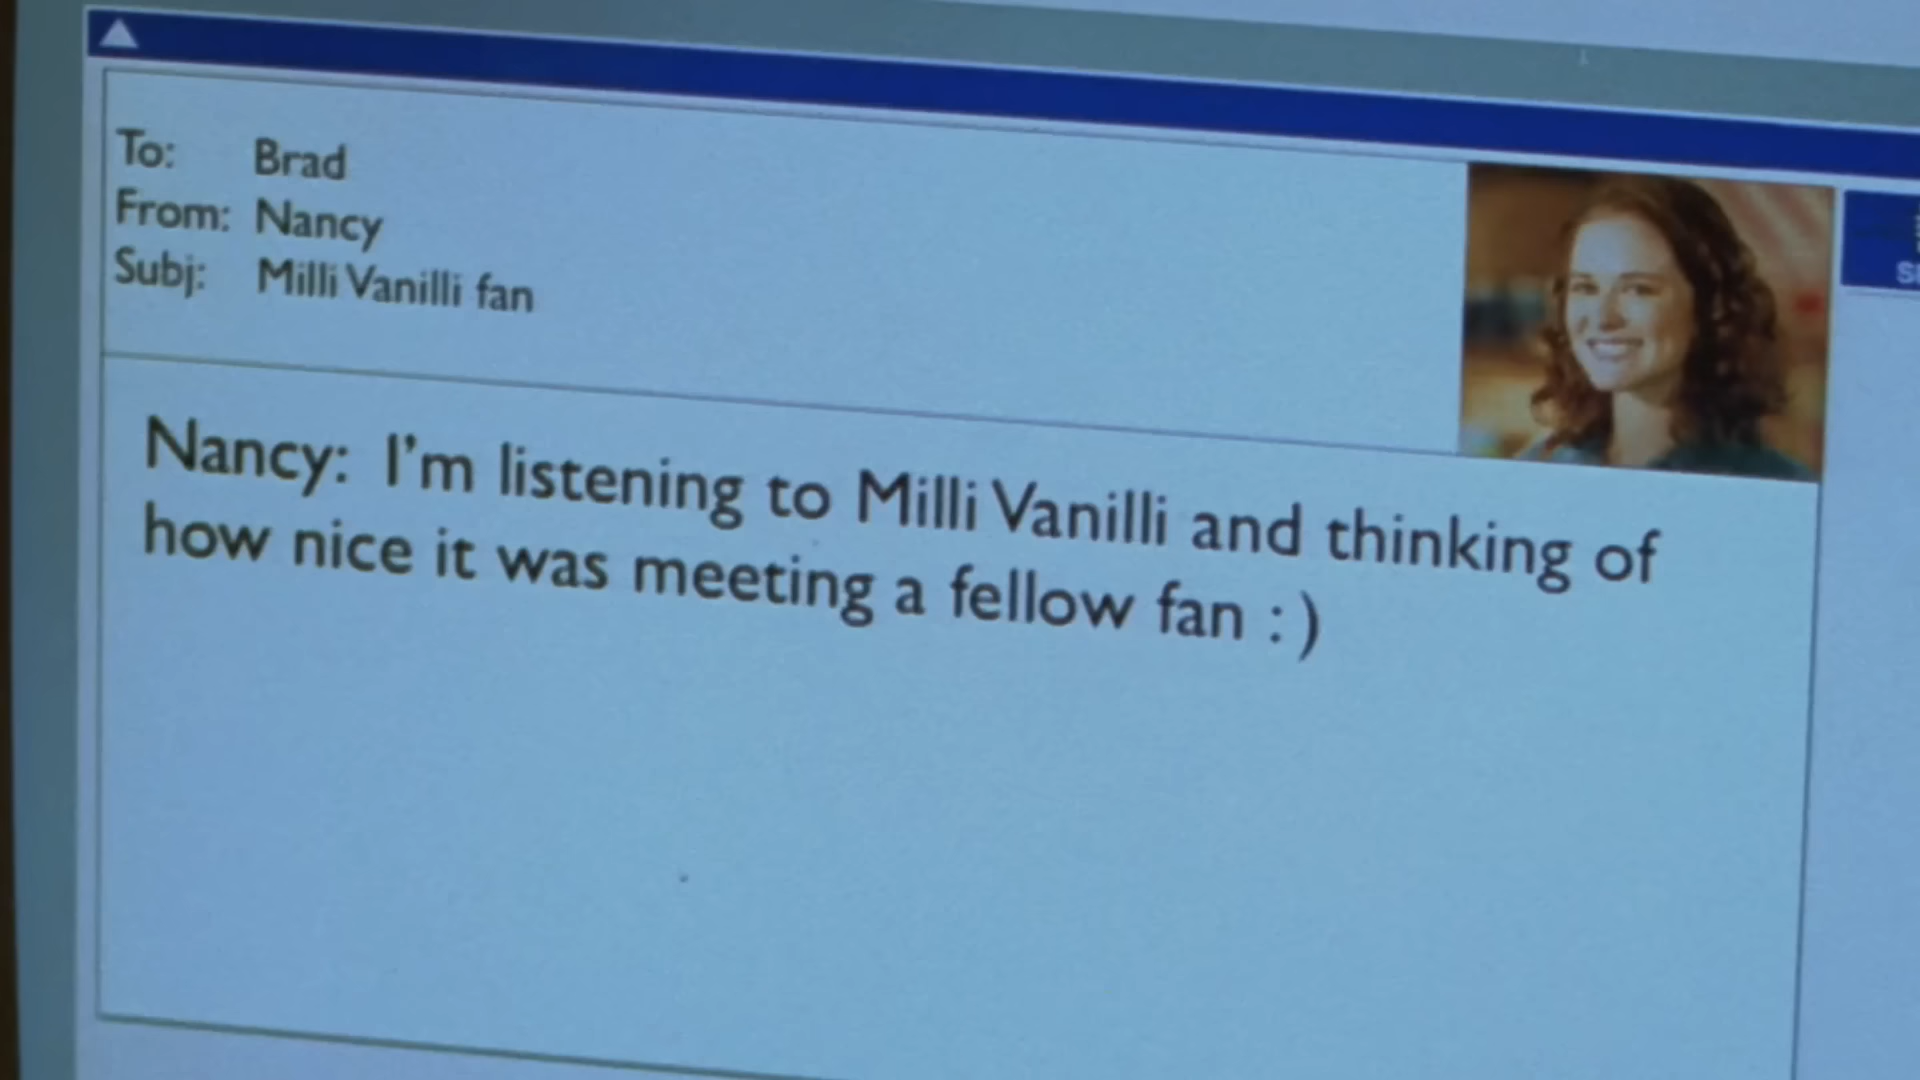 To: Brad
From: Nancy
Subj: Milli Vanilli fan
Nancy: I'm listening to Milli Vanilli and thinking of
how nice it was meeting a fellow fan : )